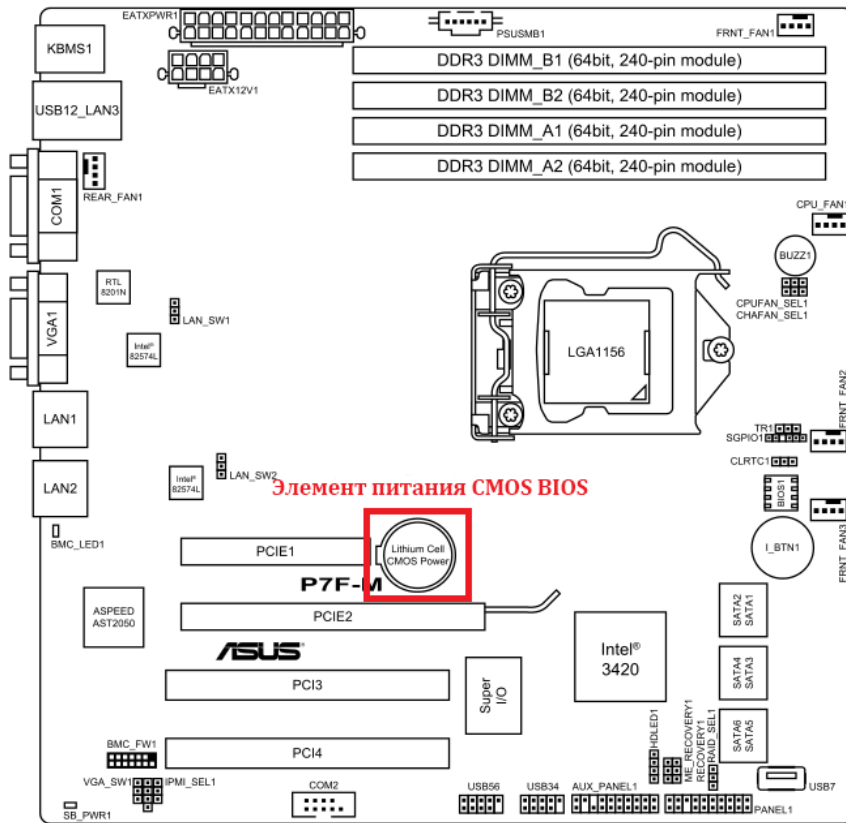 EATXPWR1
PSUSMB1
FRNT_FAN1
KBMS1
DDR3 DIMM_B1 (64bit, 240-pin module)
EATX12V1
DDR3 DIMM_B2 (64bit, 240-pin module)
USB12_LAN3
DDR3 DIMM_A1 (64bit, 240-pin module)
DDR3 DIMM_A2 (64bit, 240-pin module)
REAR_FAN1
COM1
CPU_FAN1
BUZZ1
RTL
8201N
CPUFAN_SEL1
CHAFAN_SEL1
LAN_SW1
VGA1
Intel®
82574L
LGA1156
FRNT_FAN2
LAN1
TR1
SGPIO1
CLRTC1
LAN_SW2
Intel®
82574L
LAN2
Элемент питания CMOS BIOS
BIOS1
FRNT_FAN3
BMC_LED1
PCIE1
Lithium Cell
CMOS Power
I_BTN1
P7F-M
ASPEED
AST2050
PCIE2
SATA2
SATA1
ASUS
Intel®
3420
SATA4
SATA3
PCI3
Super
I/O
SATA6
SATA5
HDLED1
ME_RECOVERY1
RECOVERY1
RAID_SEL1
BMC_FW1
PCI4
VGA_SW1
IPMI_SEL1
COM2
USB56
USB34
AUX_PANEL1
USB7
PANEL1
SB_PWR1